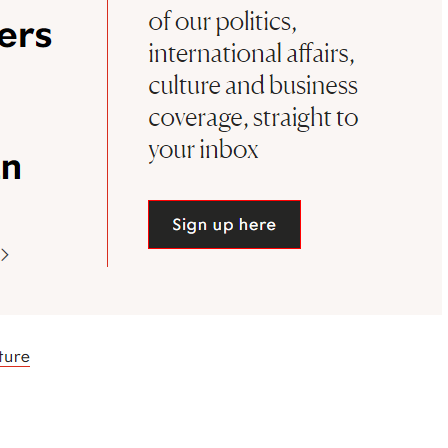 ers
n
of our politics,
international affairs,
culture and business
coverage, straight to
your inbox
Sign up here
ture